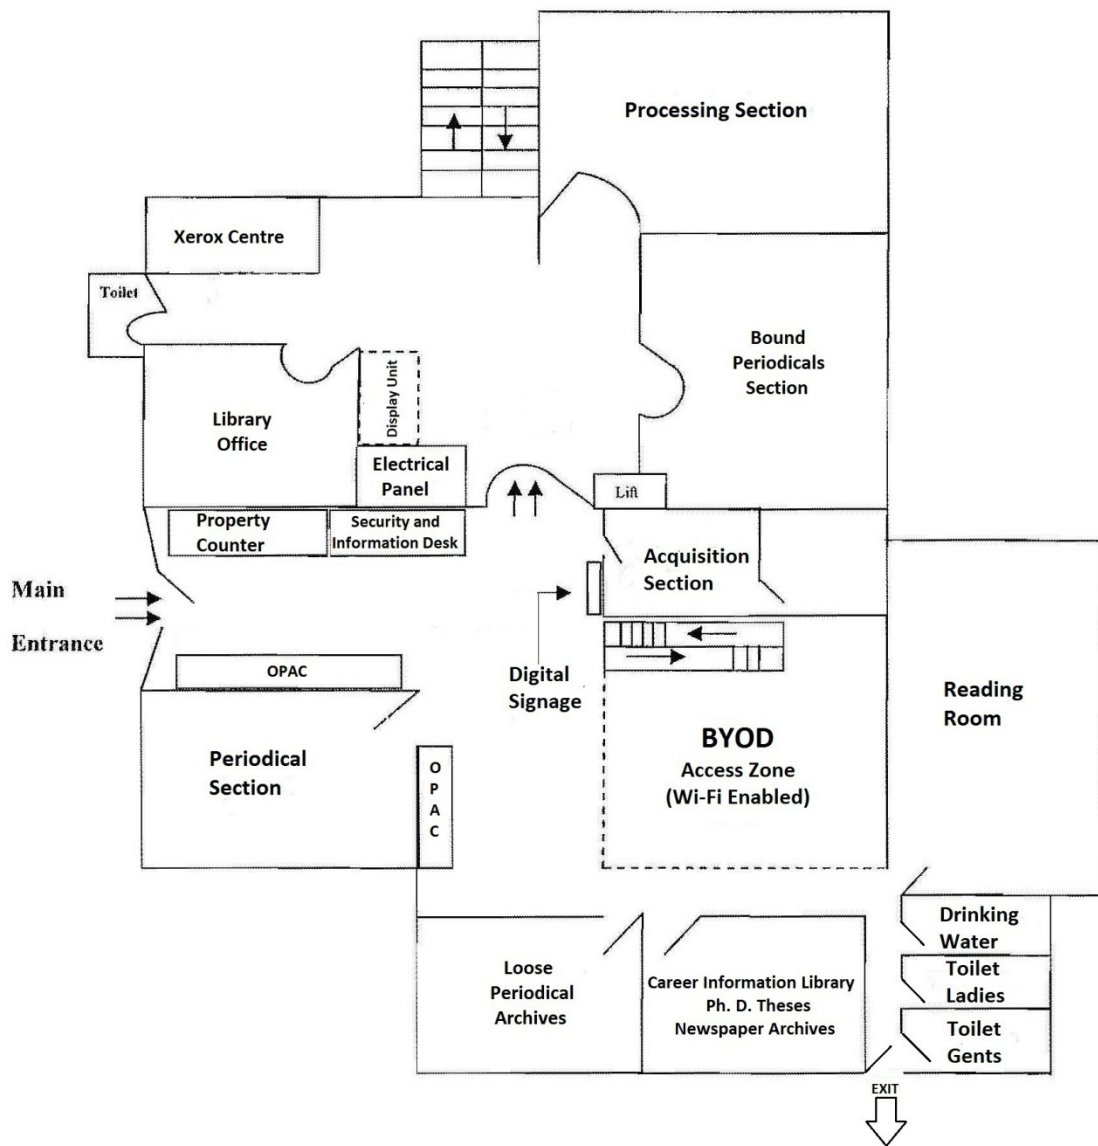 Processing Section
Xerox Centre
Toilet
Bound
Periodicals
Section
Display Unit
Library
Office
Electrical
Panel
Lift
Property
Counter
Security and
Information Desk
Acquisition
Section
Main
Entrance
OPAC
Digital
Signage
Reading
Room
Periodical
Section
OPAC
BYOD
Access Zone
(Wi-Fi Enabled)
Drinking
Water
Loose
Periodical
Archives
Career Information Library
Ph. D. Theses
Newspaper Archives
Toilet
Ladies
Toilet
Gents
EXIT